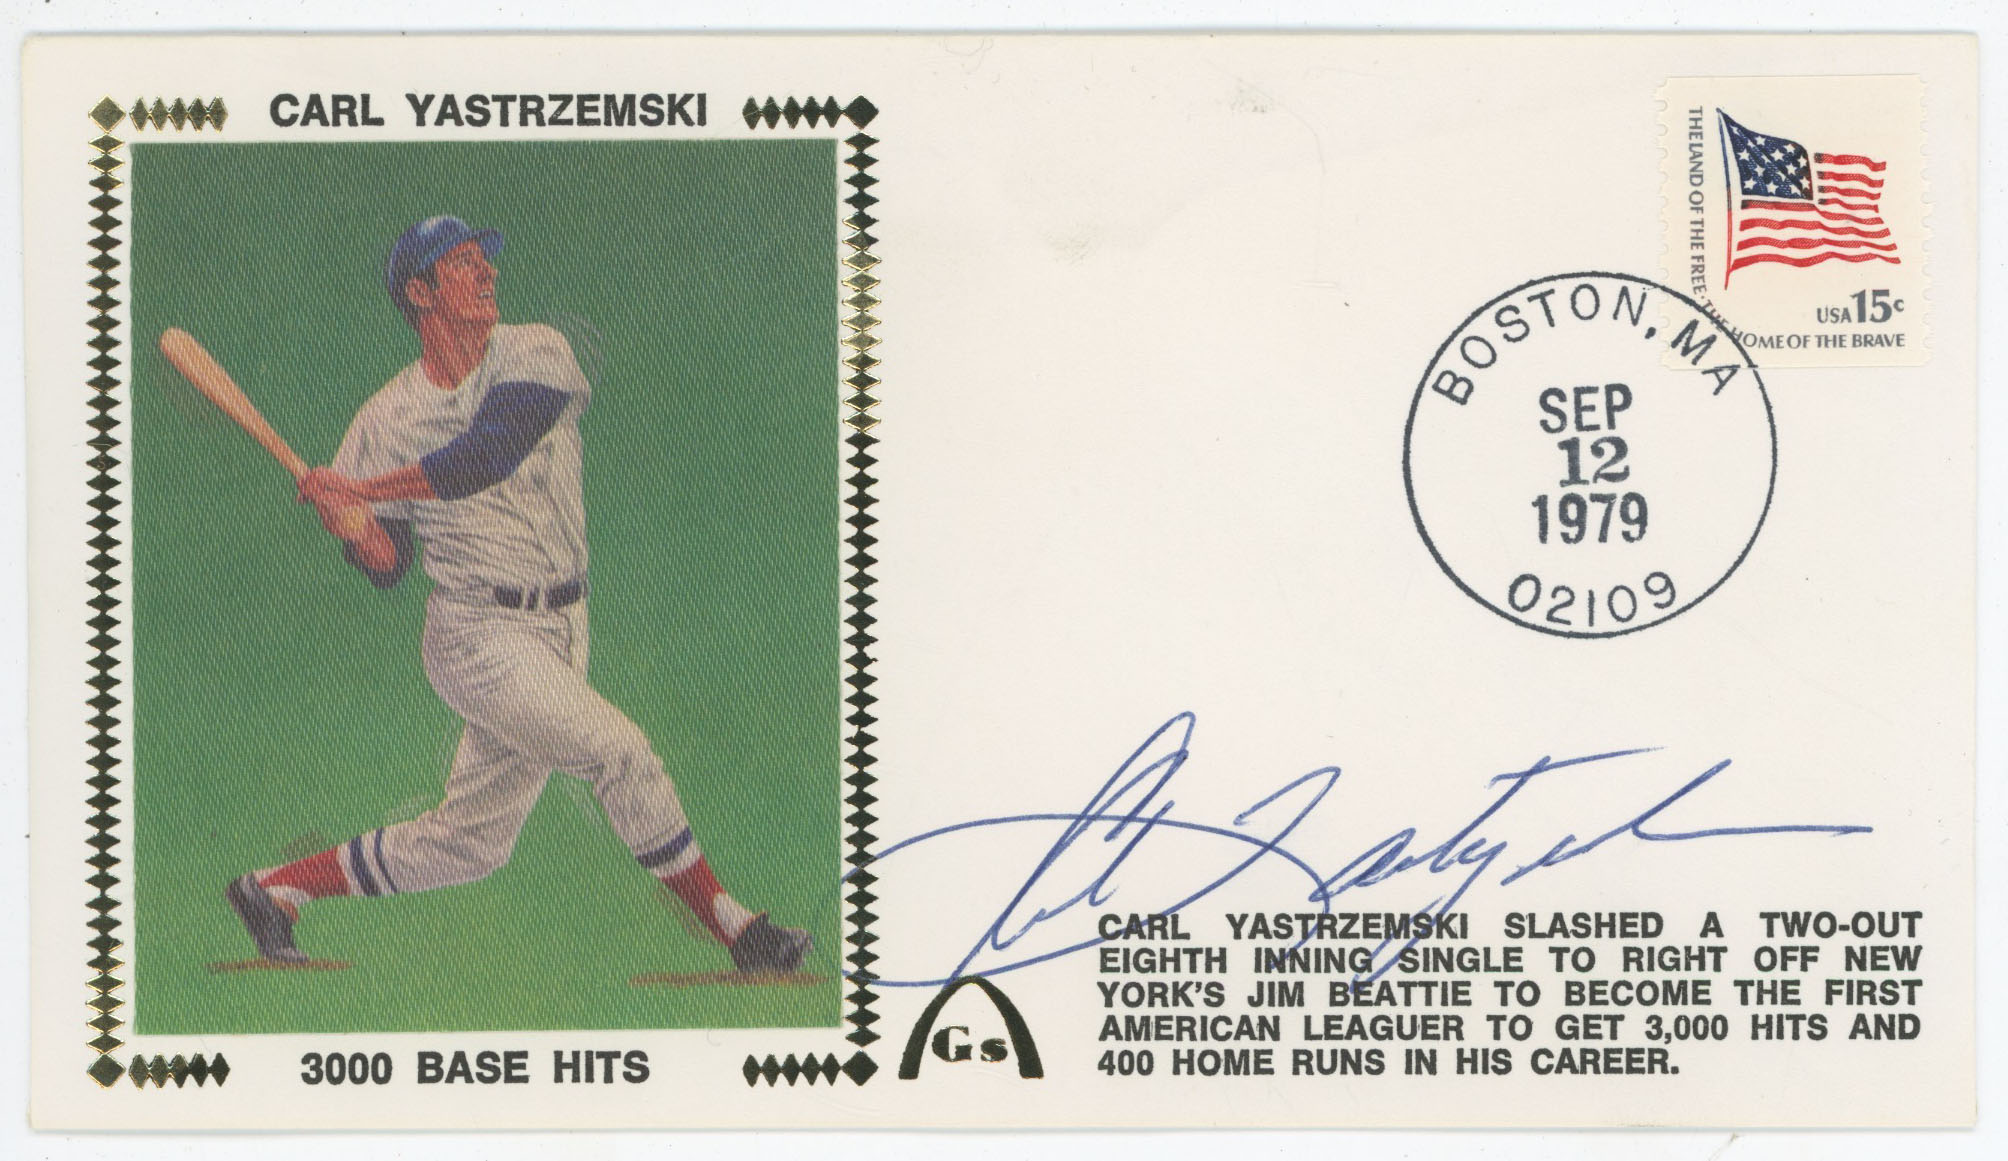 CARL YASTRZEMSKI
3000 BASE HITS
THE LAND OF THE FREE · THE HOME OF THE BRAVE
USA 15c
BOSTON, MA
SEP
12
1979
02109
Carl Yastrzemski
Gs
CARL YASTRZEMSKI SLASHED A TWO-OUT
EIGHTH INNING SINGLE TO RIGHT OFF NEW
YORK'S JIM BEATTIE TO BECOME THE FIRST
AMERICAN LEAGUER TO GET 3,000 HITS AND
400 HOME RUNS IN HIS CAREER.